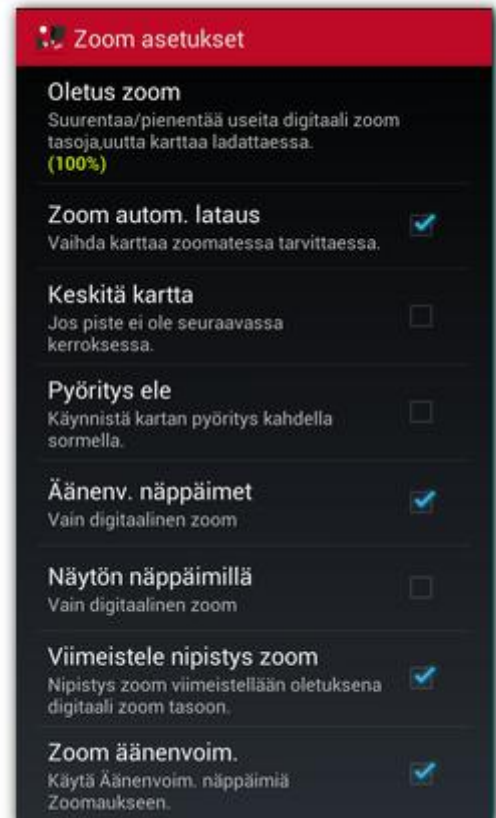 Zoom asetukset
Oletus zoom
Suurentaa/pienentää useita digitaali zoom
tasoja,uutta karttaa ladattaessa.
(100%)
Zoom autom. lataus
Vaihda karttaa zoomatessa tarvittaessa.
Keskitä kartta
Jos piste ei ole seuraavassa
kerroksessa.
Pyöritys ele
Käynnistä kartan pyöritys kahdella
sormella.
Äänenv. näppäimet
Vain digitaalinen zoom
Näytön näppäimillä
Vain digitaalinen zoom
Viimeistele nipistys zoom
Nipistys zoom viimeistellään oletuksena
digitaali zoom tasoon.
Zoom äänenvoim.
Käytä Äänenvoim. näppäimiä
Zoomaukseen.